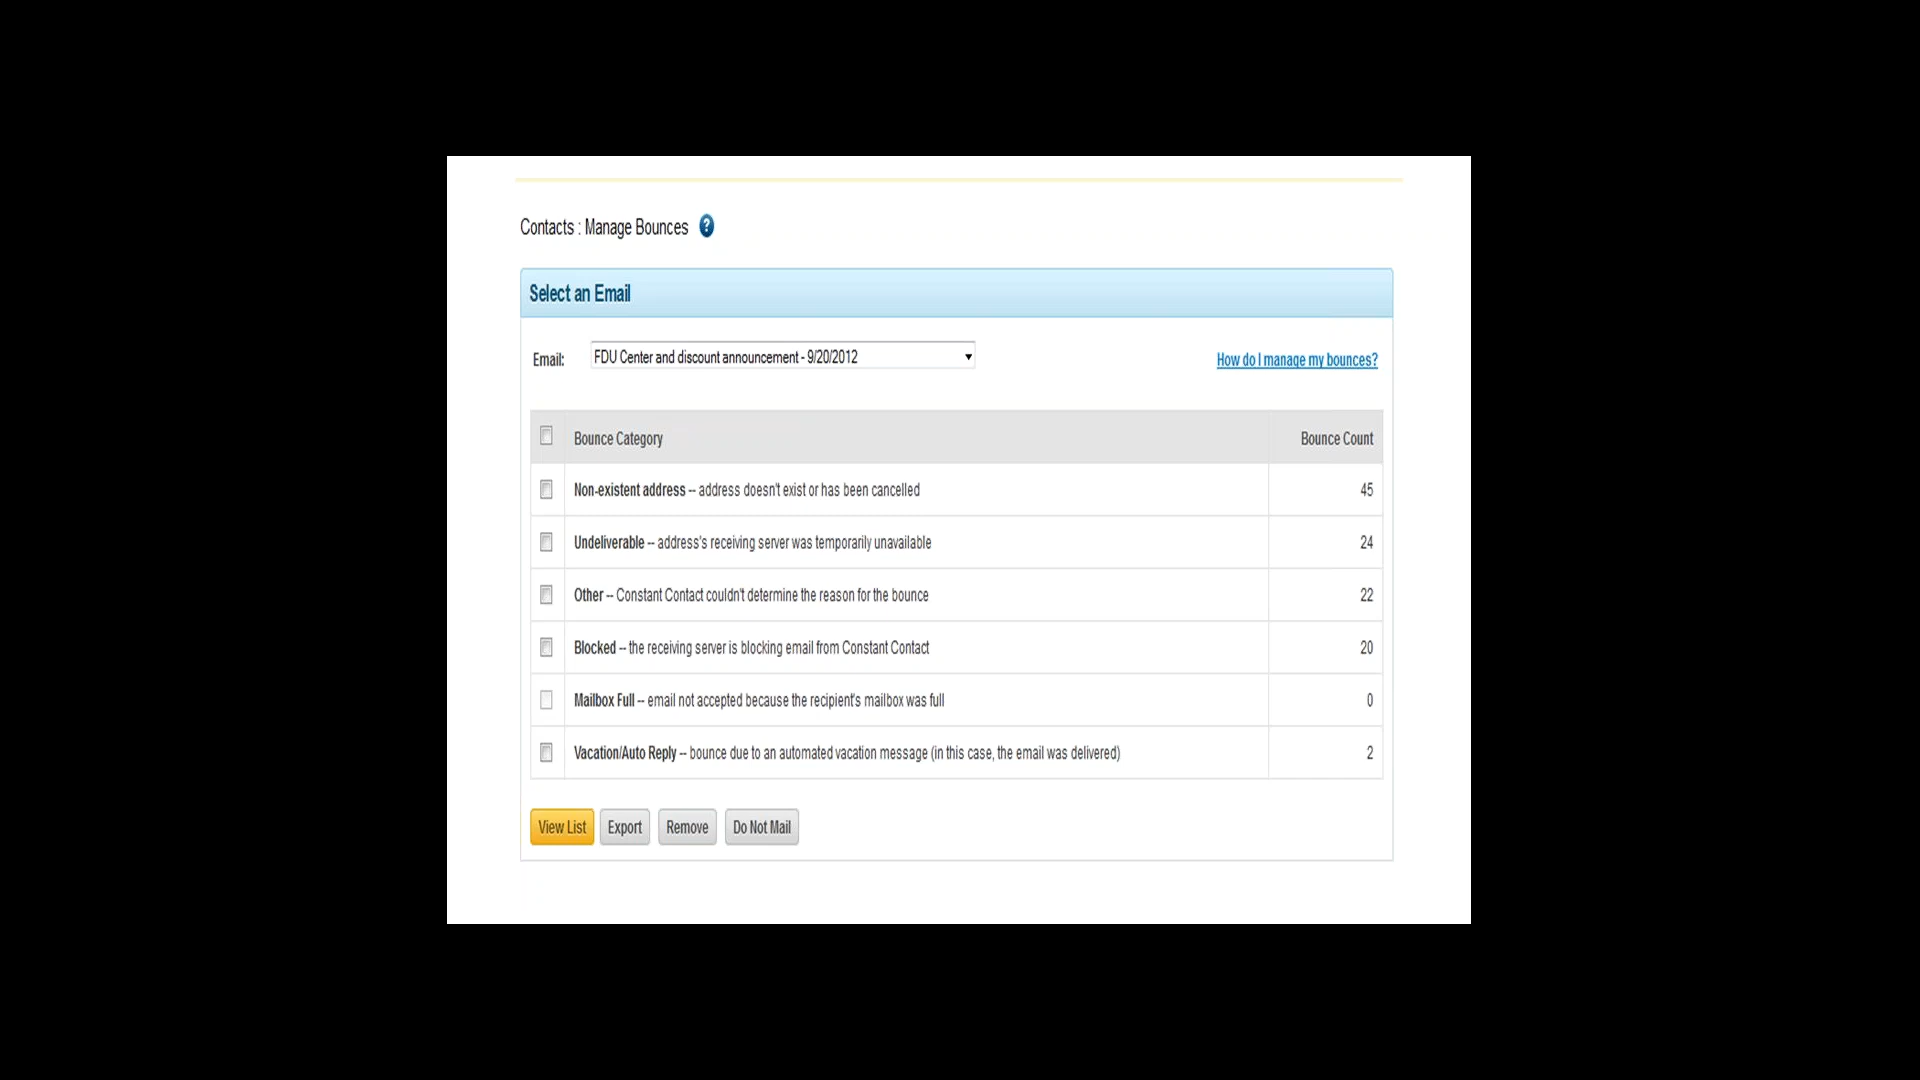 Contacts : Manage Bounces ?
Select an Email
Email: FDU Center and discount announcement - 9/20/2012 How do I manage my bounces?
Bounce Category Bounce Count
Non-existent address -- address doesn't exist or has been cancelled 45
Undeliverable -- address's receiving server was temporarily unavailable 24
Other -- Constant Contact couldn't determine the reason for the bounce 22
Blocked -- the receiving server is blocking email from Constant Contact 20
Mailbox Full -- email not accepted because the recipient's mailbox was full 0
Vacation/Auto Reply -- bounce due to an automated vacation message (in this case, the email was delivered) 2
View List Export Remove Do Not Mail